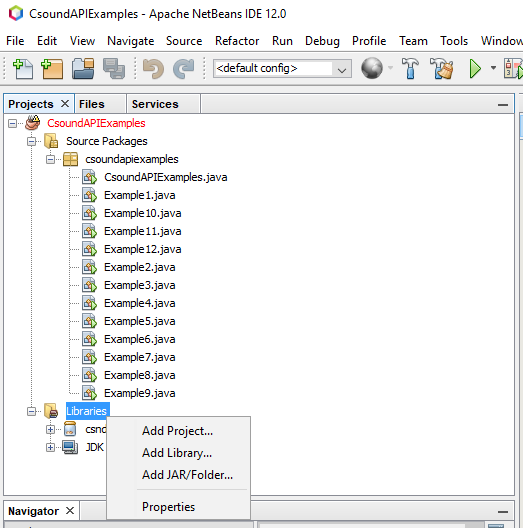 CsoundAPIExamples - Apache NetBeans IDE 12.0
File Edit View Navigate Source Refactor Run Debug Profile Team Tools Window
<default config>
Projects Files Services
CsoundAPIExamples
Source Packages
csoundapiexamples
CsoundAPIExamples.java
Example1.java
Example10.java
Example11.java
Example12.java
Example2.java
Example3.java
Example4.java
Example5.java
Example6.java
Example7.java
Example8.java
Example9.java
Libraries
csnd
JDK
Add Project...
Add Library...
Add JAR/Folder...
Properties
Navigator